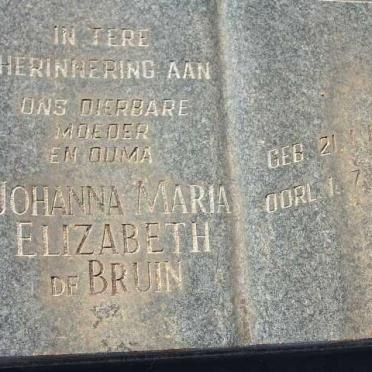 IN TERE
HERINNERING AAN
ONS DIERBARE
MOEDER
EN OUMA
JOHANNA MARIA
ELIZABETH
DE BRUIN
GEB. 21.
OORL. 1. 7.